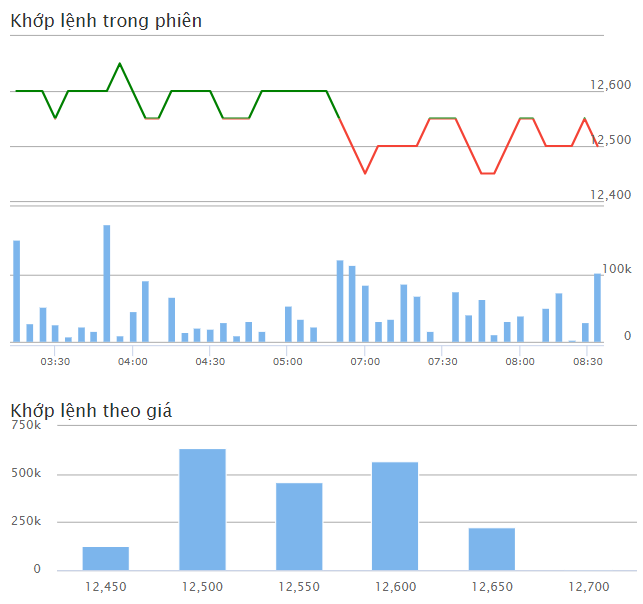 Khớp lệnh trong phiên
12,600
12,500
12,400
100k
0
03:30 04:00 04:30 05:00 07:00 07:30 08:00 08:30
Khớp lệnh theo giá
750k
500k
250k
0
12,450 12,500 12,550 12,600 12,650 12,700